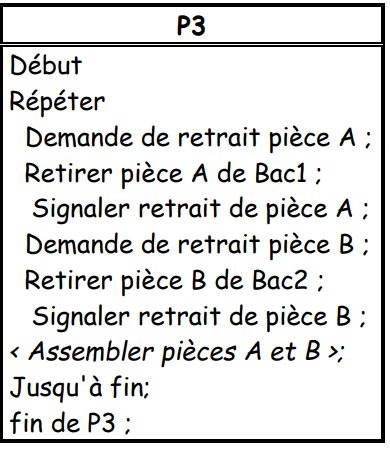 P3
Début
Répéter
Demande de retrait pièce A ;
Retirer pièce A de Bac1 ;
Signaler retrait de pièce A ;
Demande de retrait pièce B ;
Retirer pièce B de Bac2 ;
Signaler retrait de pièce B ;
< Assembler pièces A et B >;
Jusqu'à fin;
fin de P3 ;